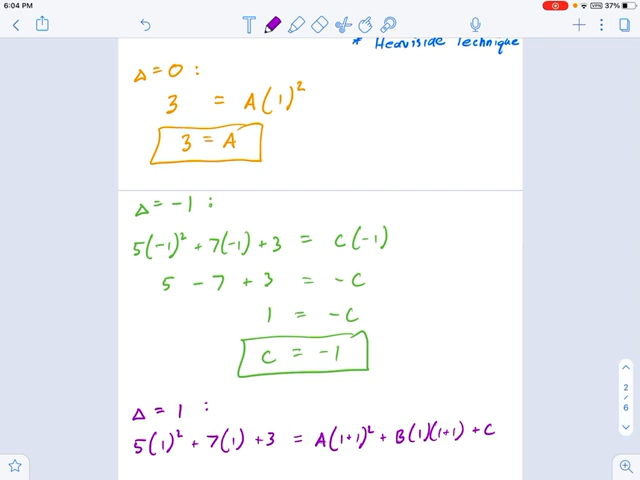 6:04 PM
VPN 37%
* Heaviside Technique
Δ = 0 :
3 = A(1)²
3 = A
Δ = -1 :
5(-1)² + 7(-1) + 3 = C(-1)
5 - 7 + 3 = -C
1 = -C
C = -1
Δ = 1 :
5(1)² + 7(1) + 3 = A(1+1)² + B(1)(1+1) + C
2
/
6